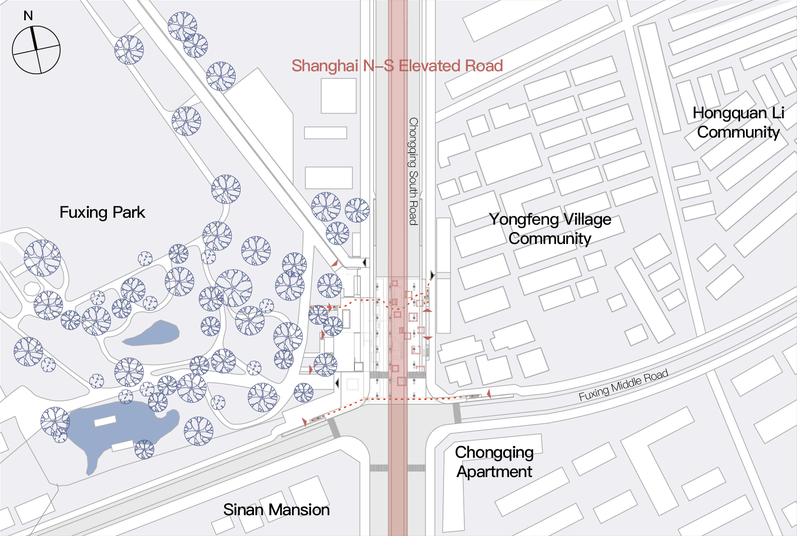 N
Shanghai N–S Elevated Road
Chongqing South Road
Hongquan Li
Community
Fuxing Park
Yongfeng Village
Community
Fuxing Middle Road
Chongqing
Apartment
Sinan Mansion